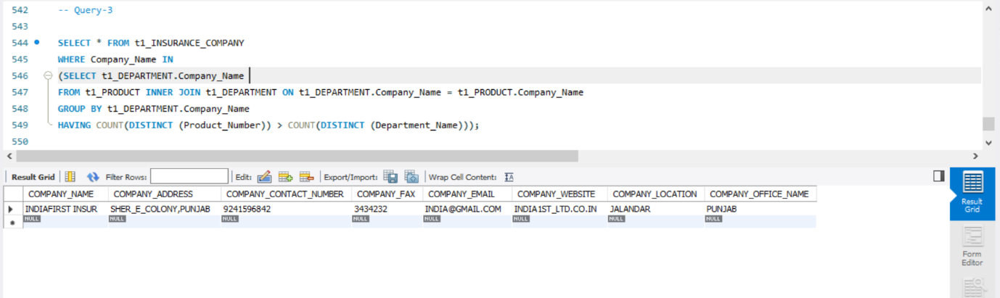 542 -- Query-3
543
544 SELECT * FROM t1_INSURANCE_COMPANY
545 WHERE Company_Name IN
546 (SELECT t1_DEPARTMENT.Company_Name
547 FROM t1_PRODUCT INNER JOIN t1_DEPARTMENT ON t1_DEPARTMENT.Company_Name = t1_PRODUCT.Company_Name
548 GROUP BY t1_DEPARTMENT.Company_Name
549 HAVING COUNT(DISTINCT (Product_Number)) > COUNT(DISTINCT (Department_Name)));
550
Result Grid Filter Rows: Edit: Export/Import: Wrap Cell Content: IA
COMPANY_NAME COMPANY_ADDRESS COMPANY_CONTACT_NUMBER COMPANY_FAX COMPANY_EMAIL COMPANY_WEBSITE COMPANY_LOCATION COMPANY_OFFICE_NAME
INDIAFIRST INSUR SHER_E_COLONY,PUNJAB 9241596842 3434232 INDIA@GMAIL.COM INDIA1ST_LTD.CO.IN JALANDAR PUNJAB
NULL NULL NULL NULL NULL NULL NULL NULL
Result
Grid
Form
Editor